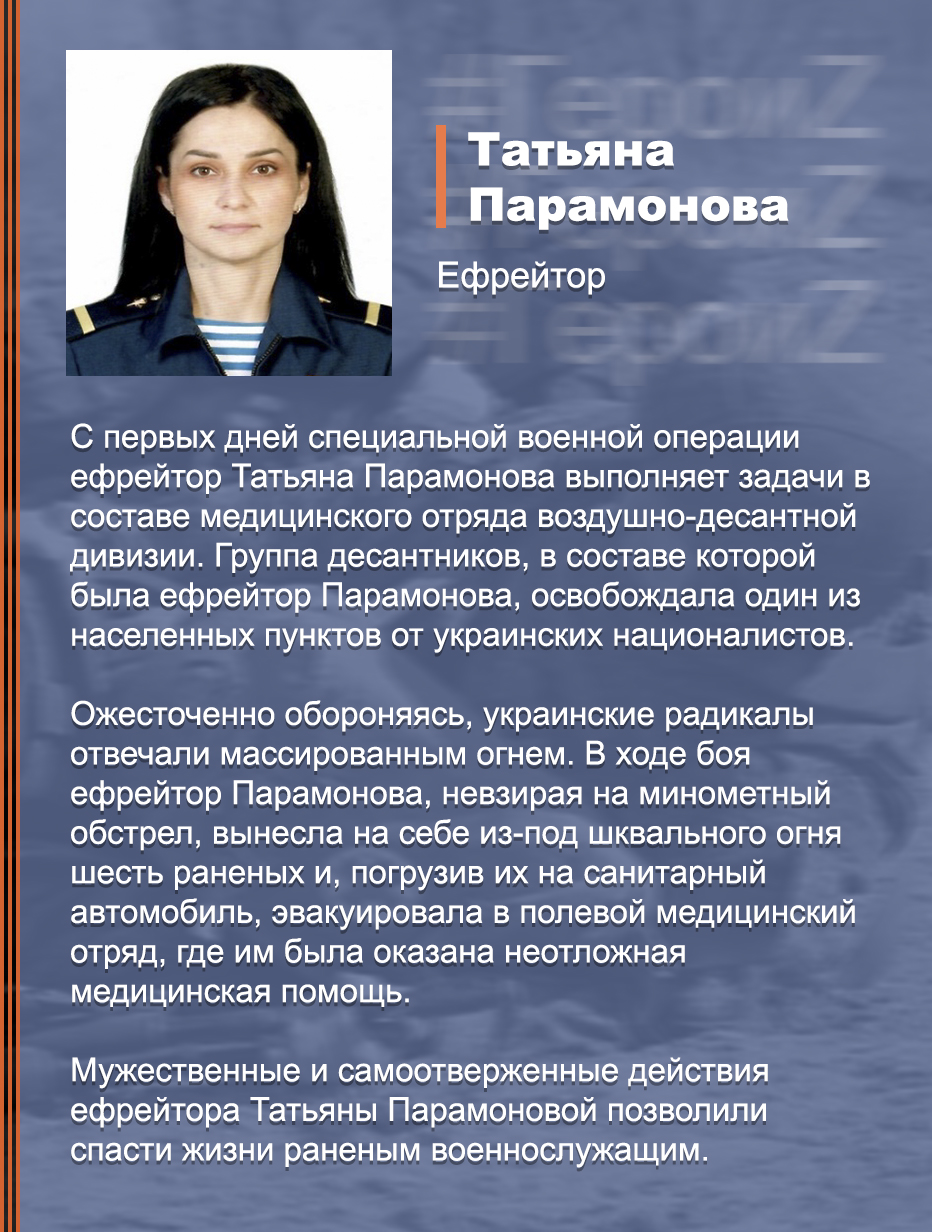 #ГероиZ
Татьяна
Парамонова
#ГероиZ
Ефрейтор
#ГероиZ
С первых дней специальной военной операции
ефрейтор Татьяна Парамонова выполняет задачи в
составе медицинского отряда воздушно-десантной
дивизии. Группа десантников, в составе которой
была ефрейтор Парамонова, освобождала один из
населенных пунктов от украинских националистов.
Ожесточенно обороняясь, украинские радикалы
отвечали массированным огнем. В ходе боя
ефрейтор Парамонова, невзирая на минометный
обстрел, вынесла на себе из-под шквального огня
шесть раненых и, погрузив их на санитарный
автомобиль, эвакуировала в полевой медицинский
отряд, где им была оказана неотложная
медицинская помощь.
Мужественные и самоотверженные действия
ефрейтора Татьяны Парамоновой позволили
спасти жизни раненым военнослужащим.